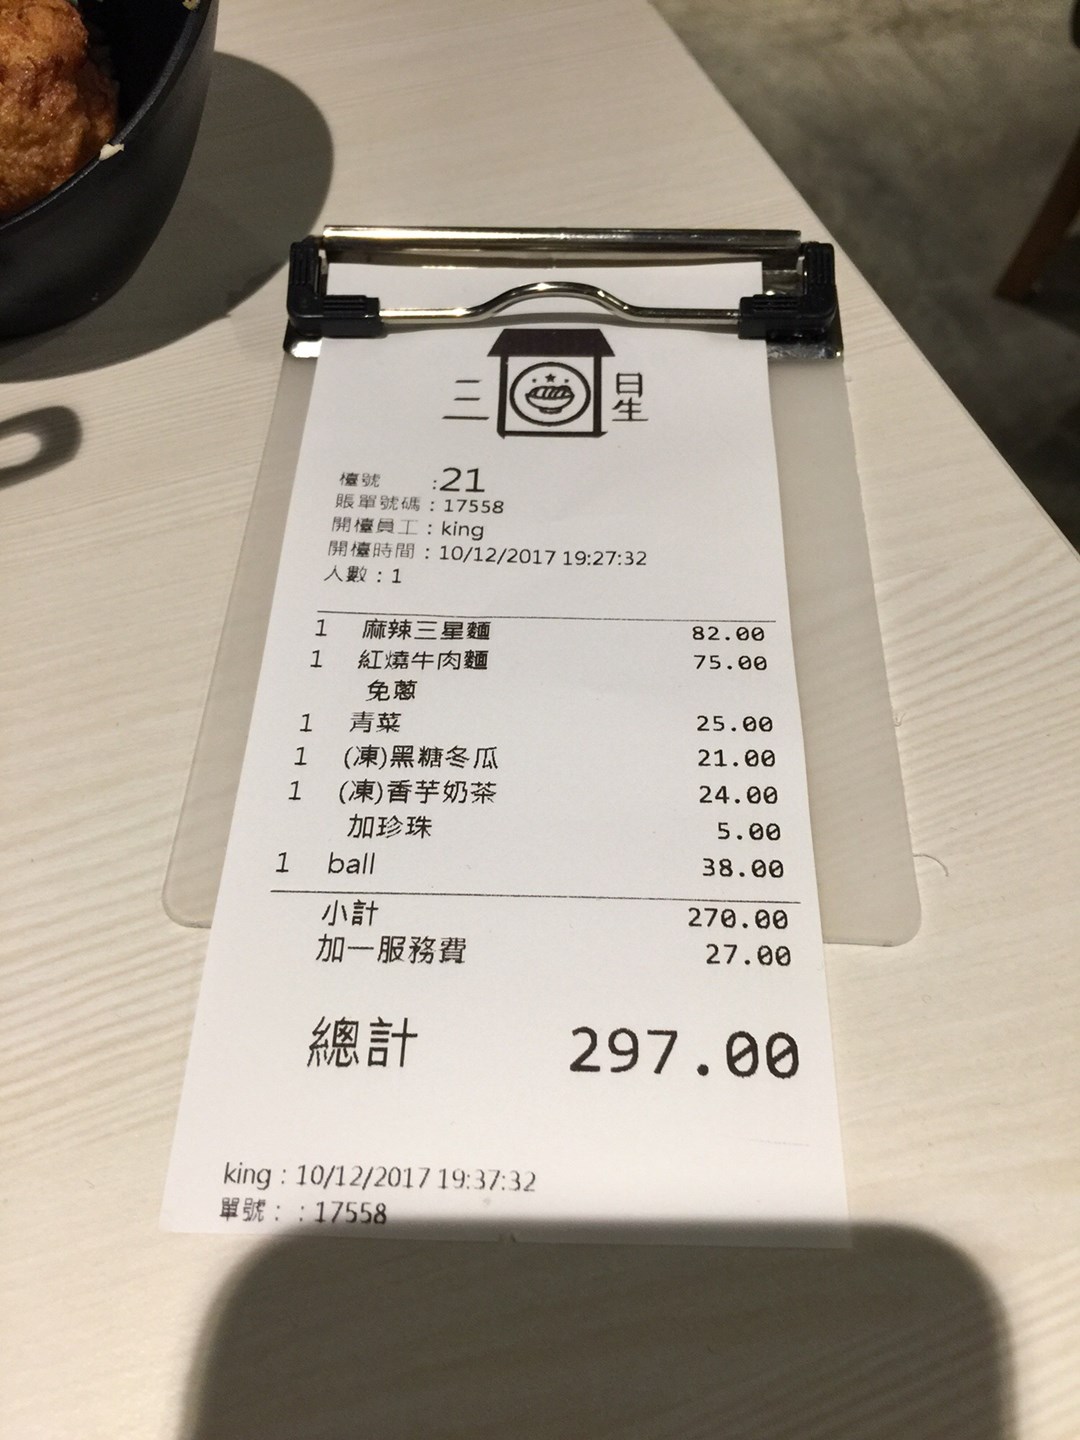 三 日生
檯號 :21
賬單號碼 : 17558
開檯員工 : king
開檯時間 : 10/12/2017 19:27:32
人數 : 1
1 麻辣三星麵 82.00
1 紅燒牛肉麵 75.00
免蔥
1 青菜 25.00
1 (凍)黑糖冬瓜 21.00
1 (凍)香芋奶茶 24.00
加珍珠 5.00
1 ball 38.00
小計 270.00
加一服務費 27.00
總計 297.00
king : 10/12/2017 19:37:32
單號 : : 17558